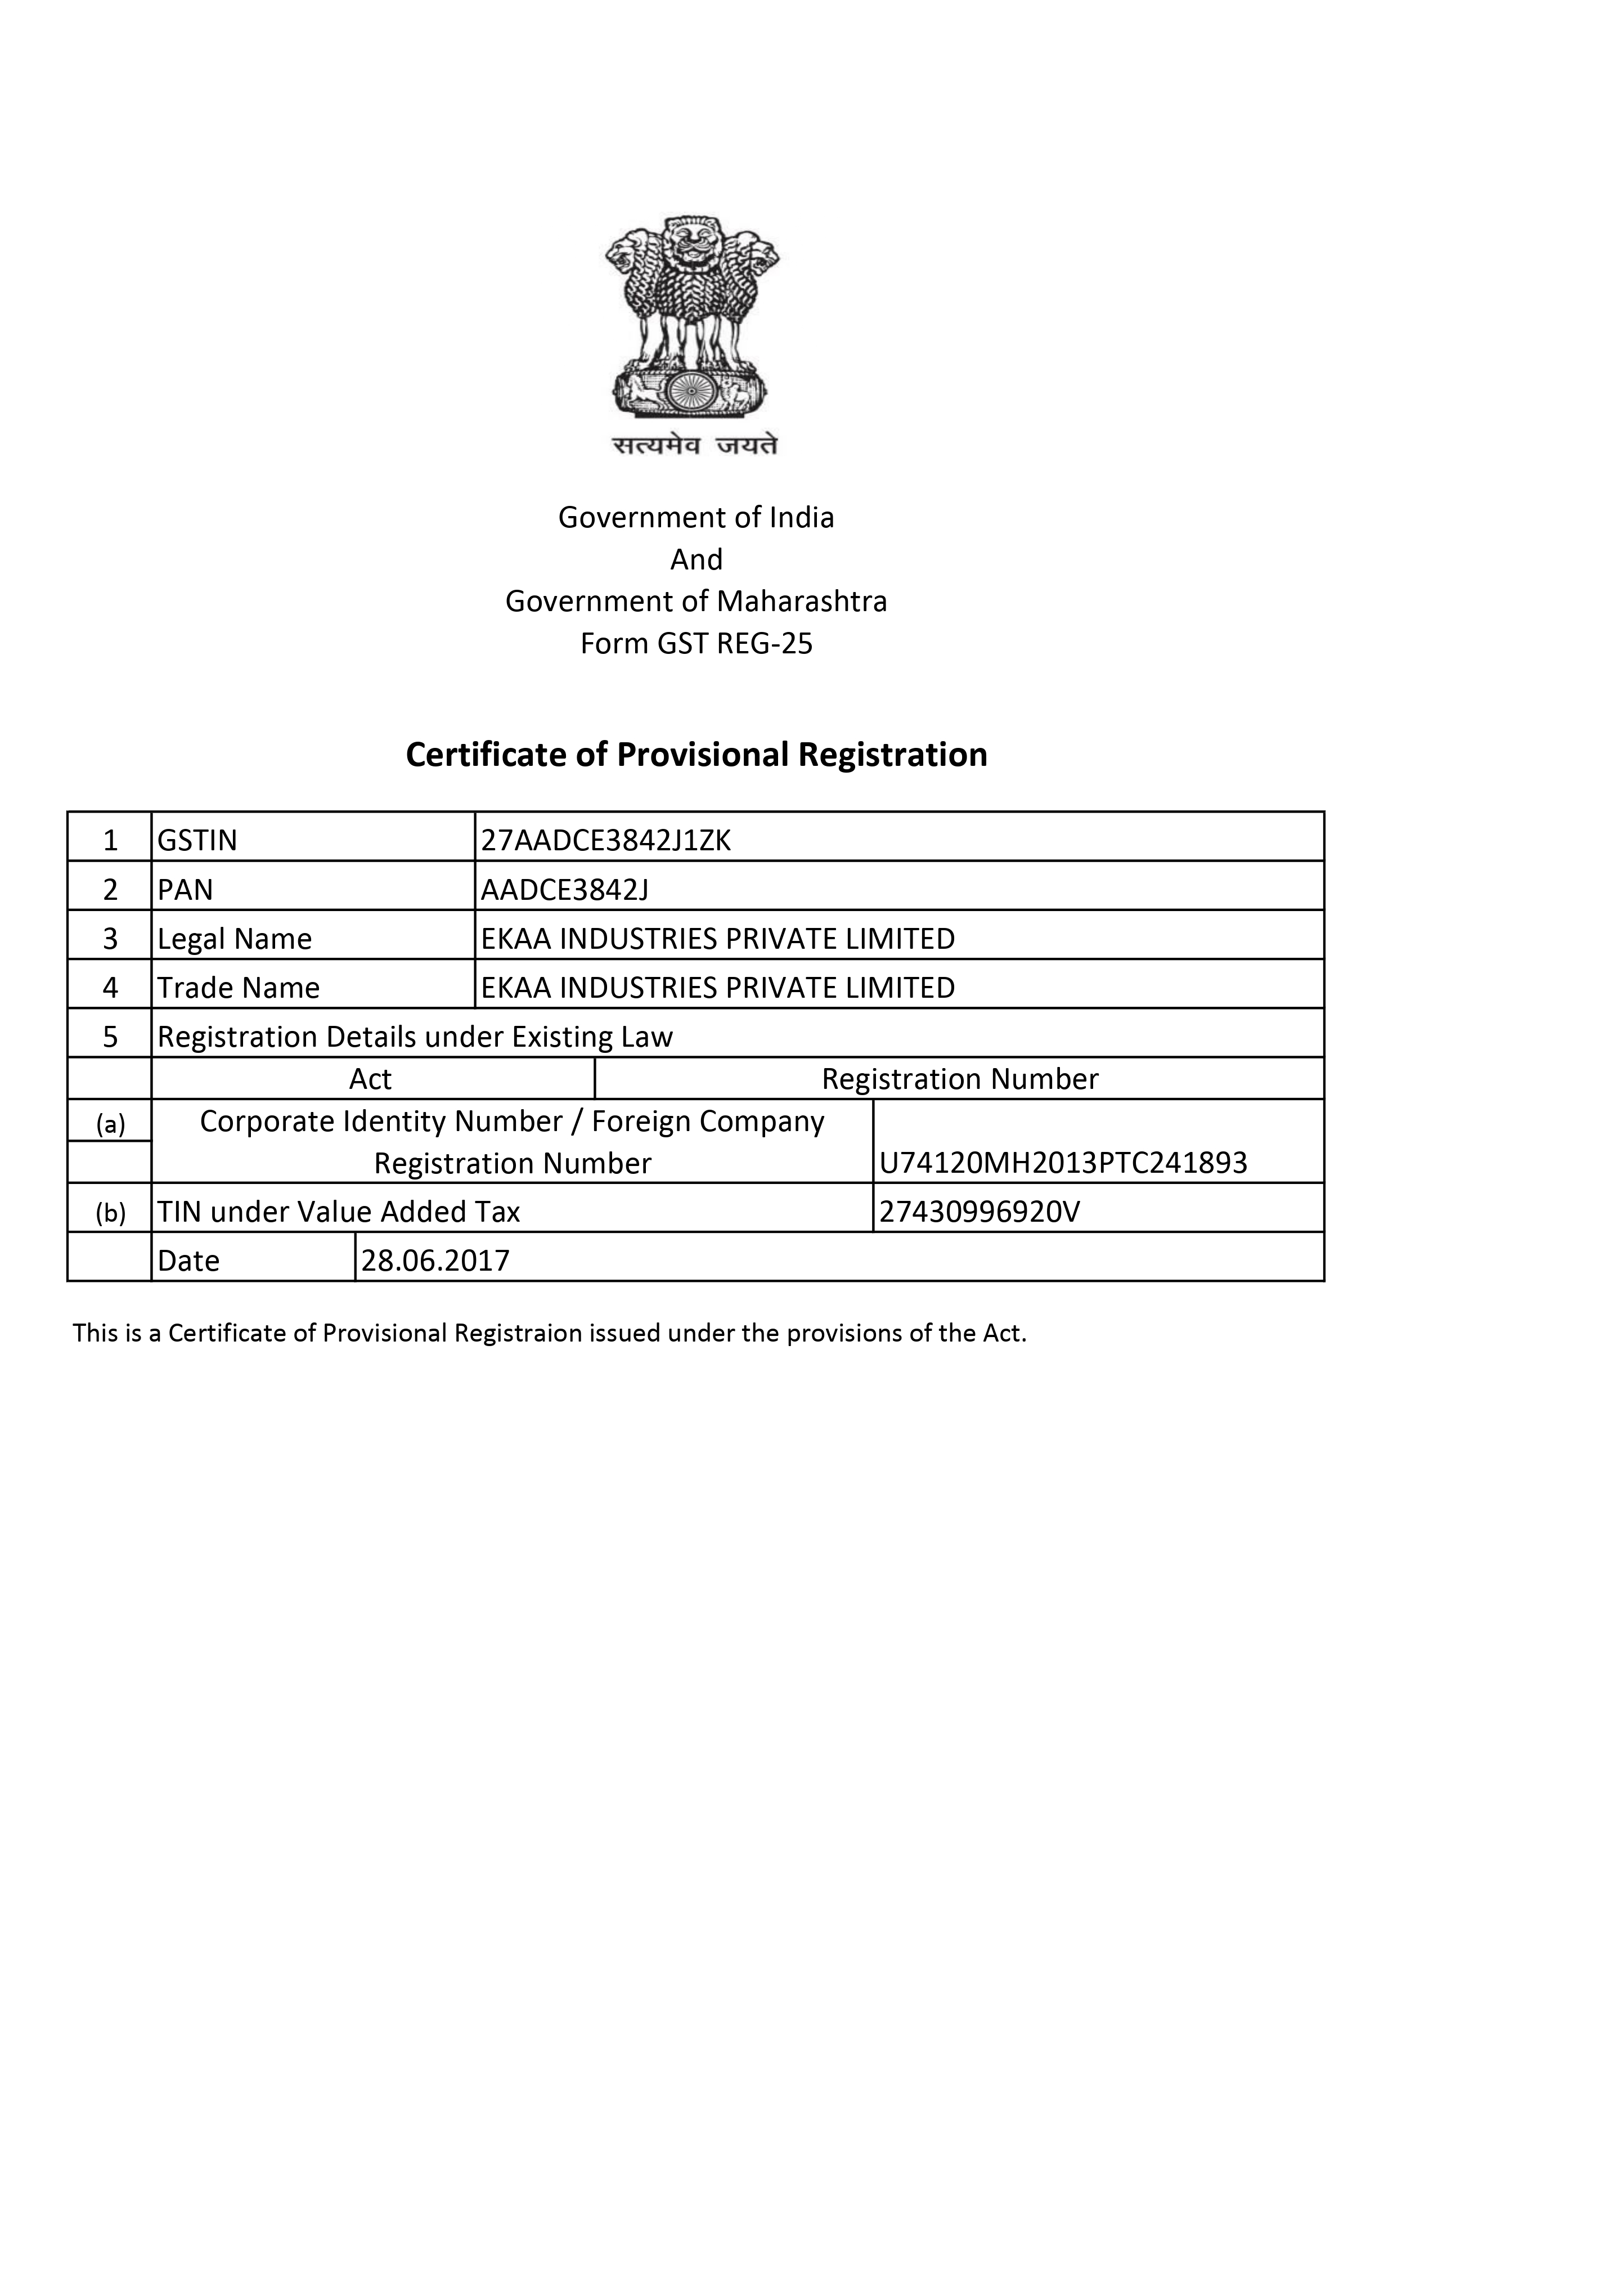 सत्यमेव जयते
Government of India
And
Government of Maharashtra
Form GST REG-25
Certificate of Provisional Registration
1 GSTIN 27AADCE3842J1ZK
2 PAN AADCE3842J
3 Legal Name EKAA INDUSTRIES PRIVATE LIMITED
4 Trade Name EKAA INDUSTRIES PRIVATE LIMITED
5 Registration Details under Existing Law
Act Registration Number
(a) Corporate Identity Number / Foreign Company
Registration Number U74120MH2013PTC241893
(b) TIN under Value Added Tax 27430996920V
Date 28.06.2017
This is a Certificate of Provisional Registraion issued under the provisions of the Act.